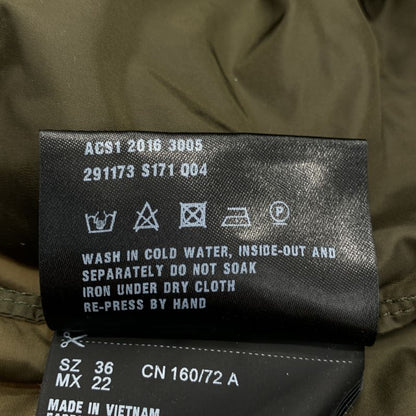 ACS1 2016 3005
291173 S171 004
WASH IN COLD WATER, INSIDE-OUT AND
SEPARATELY DO NOT SOAK
IRON UNDER DRY CLOTH
RE-PRESS BY HAND
SZ 36 CN 160/72 A
MX 22
MADE IN VIETNAM